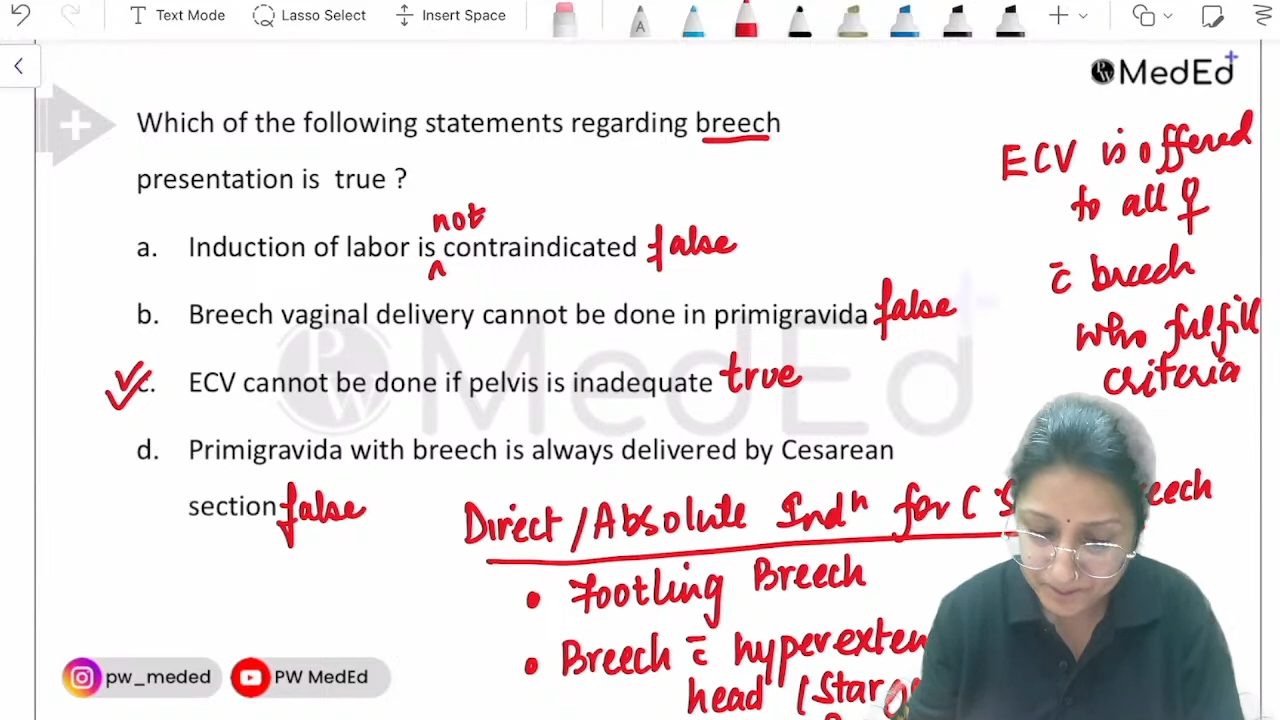 Text Mode Lasso Select Insert Space
MedEd
Which of the following statements regarding breech
presentation is true ?
ECV is offered
to all ♀
c̄ breech
who fulfill
criteria
not
a. Induction of labor is ^ contraindicated false
b. Breech vaginal delivery cannot be done in primigravida false
c. ECV cannot be done if pelvis is inadequate true
d. Primigravida with breech is always delivered by Cesarean
section false
Direct/Absolute Indⁿ for C
• Footling Breech
• Breech c̄ hyperexten
head
PW MedEd
pw_meded PW MedEd